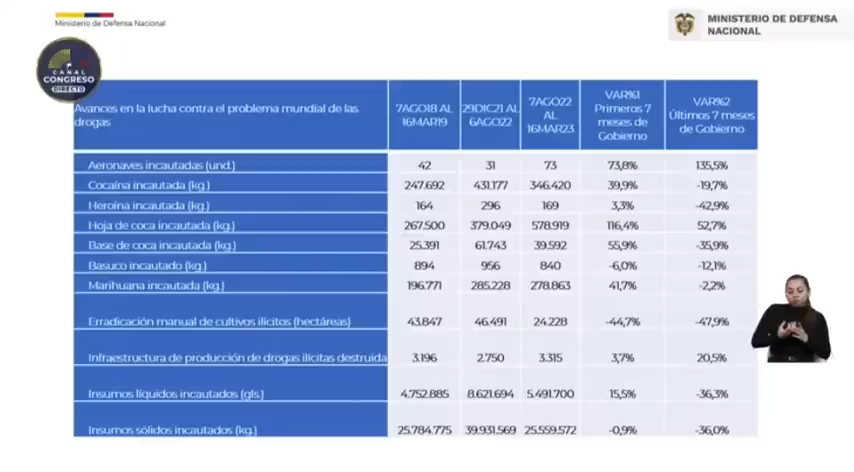 Ministerio de Defensa Nacional
MINISTERIO DE DEFENSA
NACIONAL
CANAL
CONGRESO
DIRECTO
Avances en la lucha contra el problema mundial de las
drogas
7AGO18 AL
16MAR19
29DIC21 AL
6AGO22
7AGO22
AL
16MAR23
VAR%1
Primeros 7
meses de
Gobierno
VAR%2
Últimos 7 meses
de Gobierno
Aeronaves incautadas (und.) 42 31 73 73,8% 135,5%
Cocaína incautada (kg.) 247.692 431.177 346.420 39,9% -19,7%
Heroína incautada (kg.) 164 296 169 3,3% -42,9%
Hoja de coca incautada (kg.) 267.500 379.049 578.919 116,4% 52,7%
Base de coca incautada (kg.) 25.391 61.743 39.592 55,9% -35,9%
Basuco incautado (kg.) 894 956 840 -6,0% -12,1%
Marihuana incautada (kg.) 196.771 285.228 278.863 41,7% -2,2%
Erradicación manual de cultivos ilícitos (hectáreas) 43.847 46.491 24.228 -44,7% -47,9%
Infraestructura de producción de drogas ilícitas destruida 3.196 2.750 3.315 3,7% 20,5%
Insumos líquidos incautados (gls.) 4.752.885 8.621.694 5.491.700 15,5% -36,3%
Insumos sólidos incautados (kg.) 25.784.775 39.931.569 25.559.572 -0,9% -36,0%